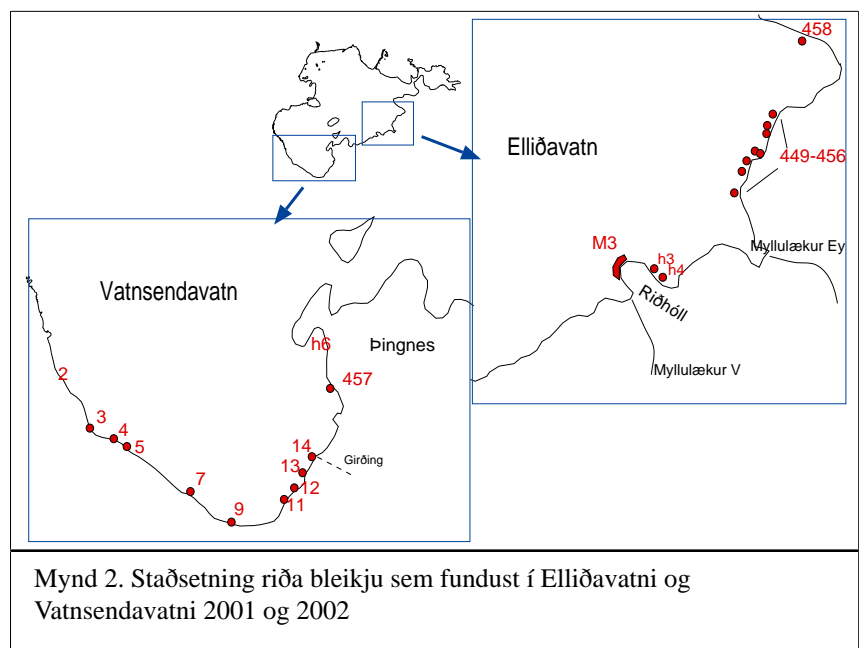 458
Elliðavatn
449-456
Myllulækur Ey
M3
h3
h4
Riðhóll
Myllulækur V
Vatnsendavatn
h6
Þingnes
2
457
3
4
5
14
Girðing
13
7
12
11
9
Mynd 2. Staðsetning riða bleikju sem fundust í Elliðavatni og
Vatnsendavatni 2001 og 2002